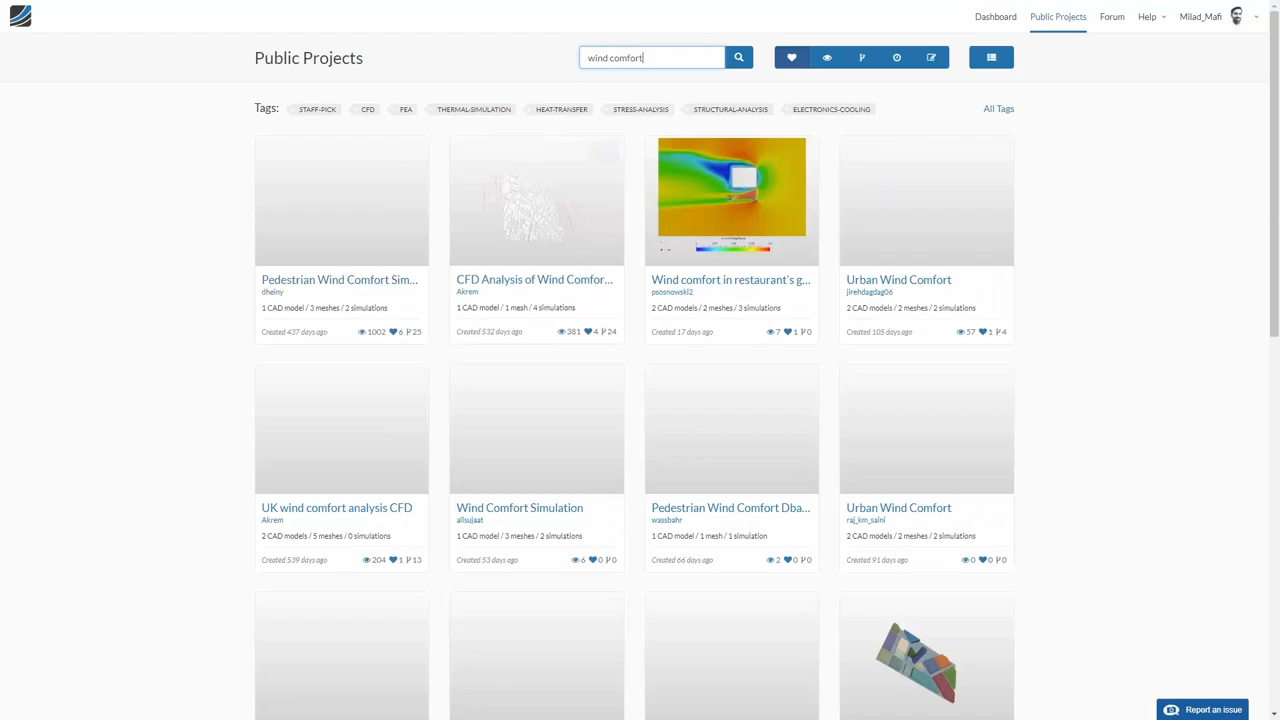 Dashboard Public Projects Forum Help Milad_Mafi
Public Projects wind comfort
Tags: STAFF-PICK CFD FEA THERMAL-SIMULATION HEAT-TRANSFER STRESS-ANALYSIS STRUCTURAL-ANALYSIS ELECTRONICS-COOLING All Tags
Pedestrian Wind Comfort Sim...
dheiny
1 CAD model / 3 meshes / 2 simulations
Created 437 days ago 1002 6 25
CFD Analysis of Wind Comfor...
Akrem
1 CAD model / 1 mesh / 4 simulations
Created 532 days ago 381 4 24
Wind comfort in restaurant's g...
psosnowski2
2 CAD models / 2 meshes / 3 simulations
Created 17 days ago 7 1 0
Urban Wind Comfort
jirehdagdag06
2 CAD models / 2 meshes / 2 simulations
Created 105 days ago 57 1 4
UK wind comfort analysis CFD
Akrem
2 CAD models / 5 meshes / 0 simulations
Created 539 days ago 204 1 13
Wind Comfort Simulation
alisujaat
1 CAD model / 3 meshes / 2 simulations
Created 53 days ago 6 0 0
Pedestrian Wind Comfort Dba...
wassbahr
1 CAD model / 1 mesh / 1 simulation
Created 66 days ago 2 0 0
Urban Wind Comfort
raj_km_saini
2 CAD models / 2 meshes / 2 simulations
Created 91 days ago 0 0 0
Report an issue